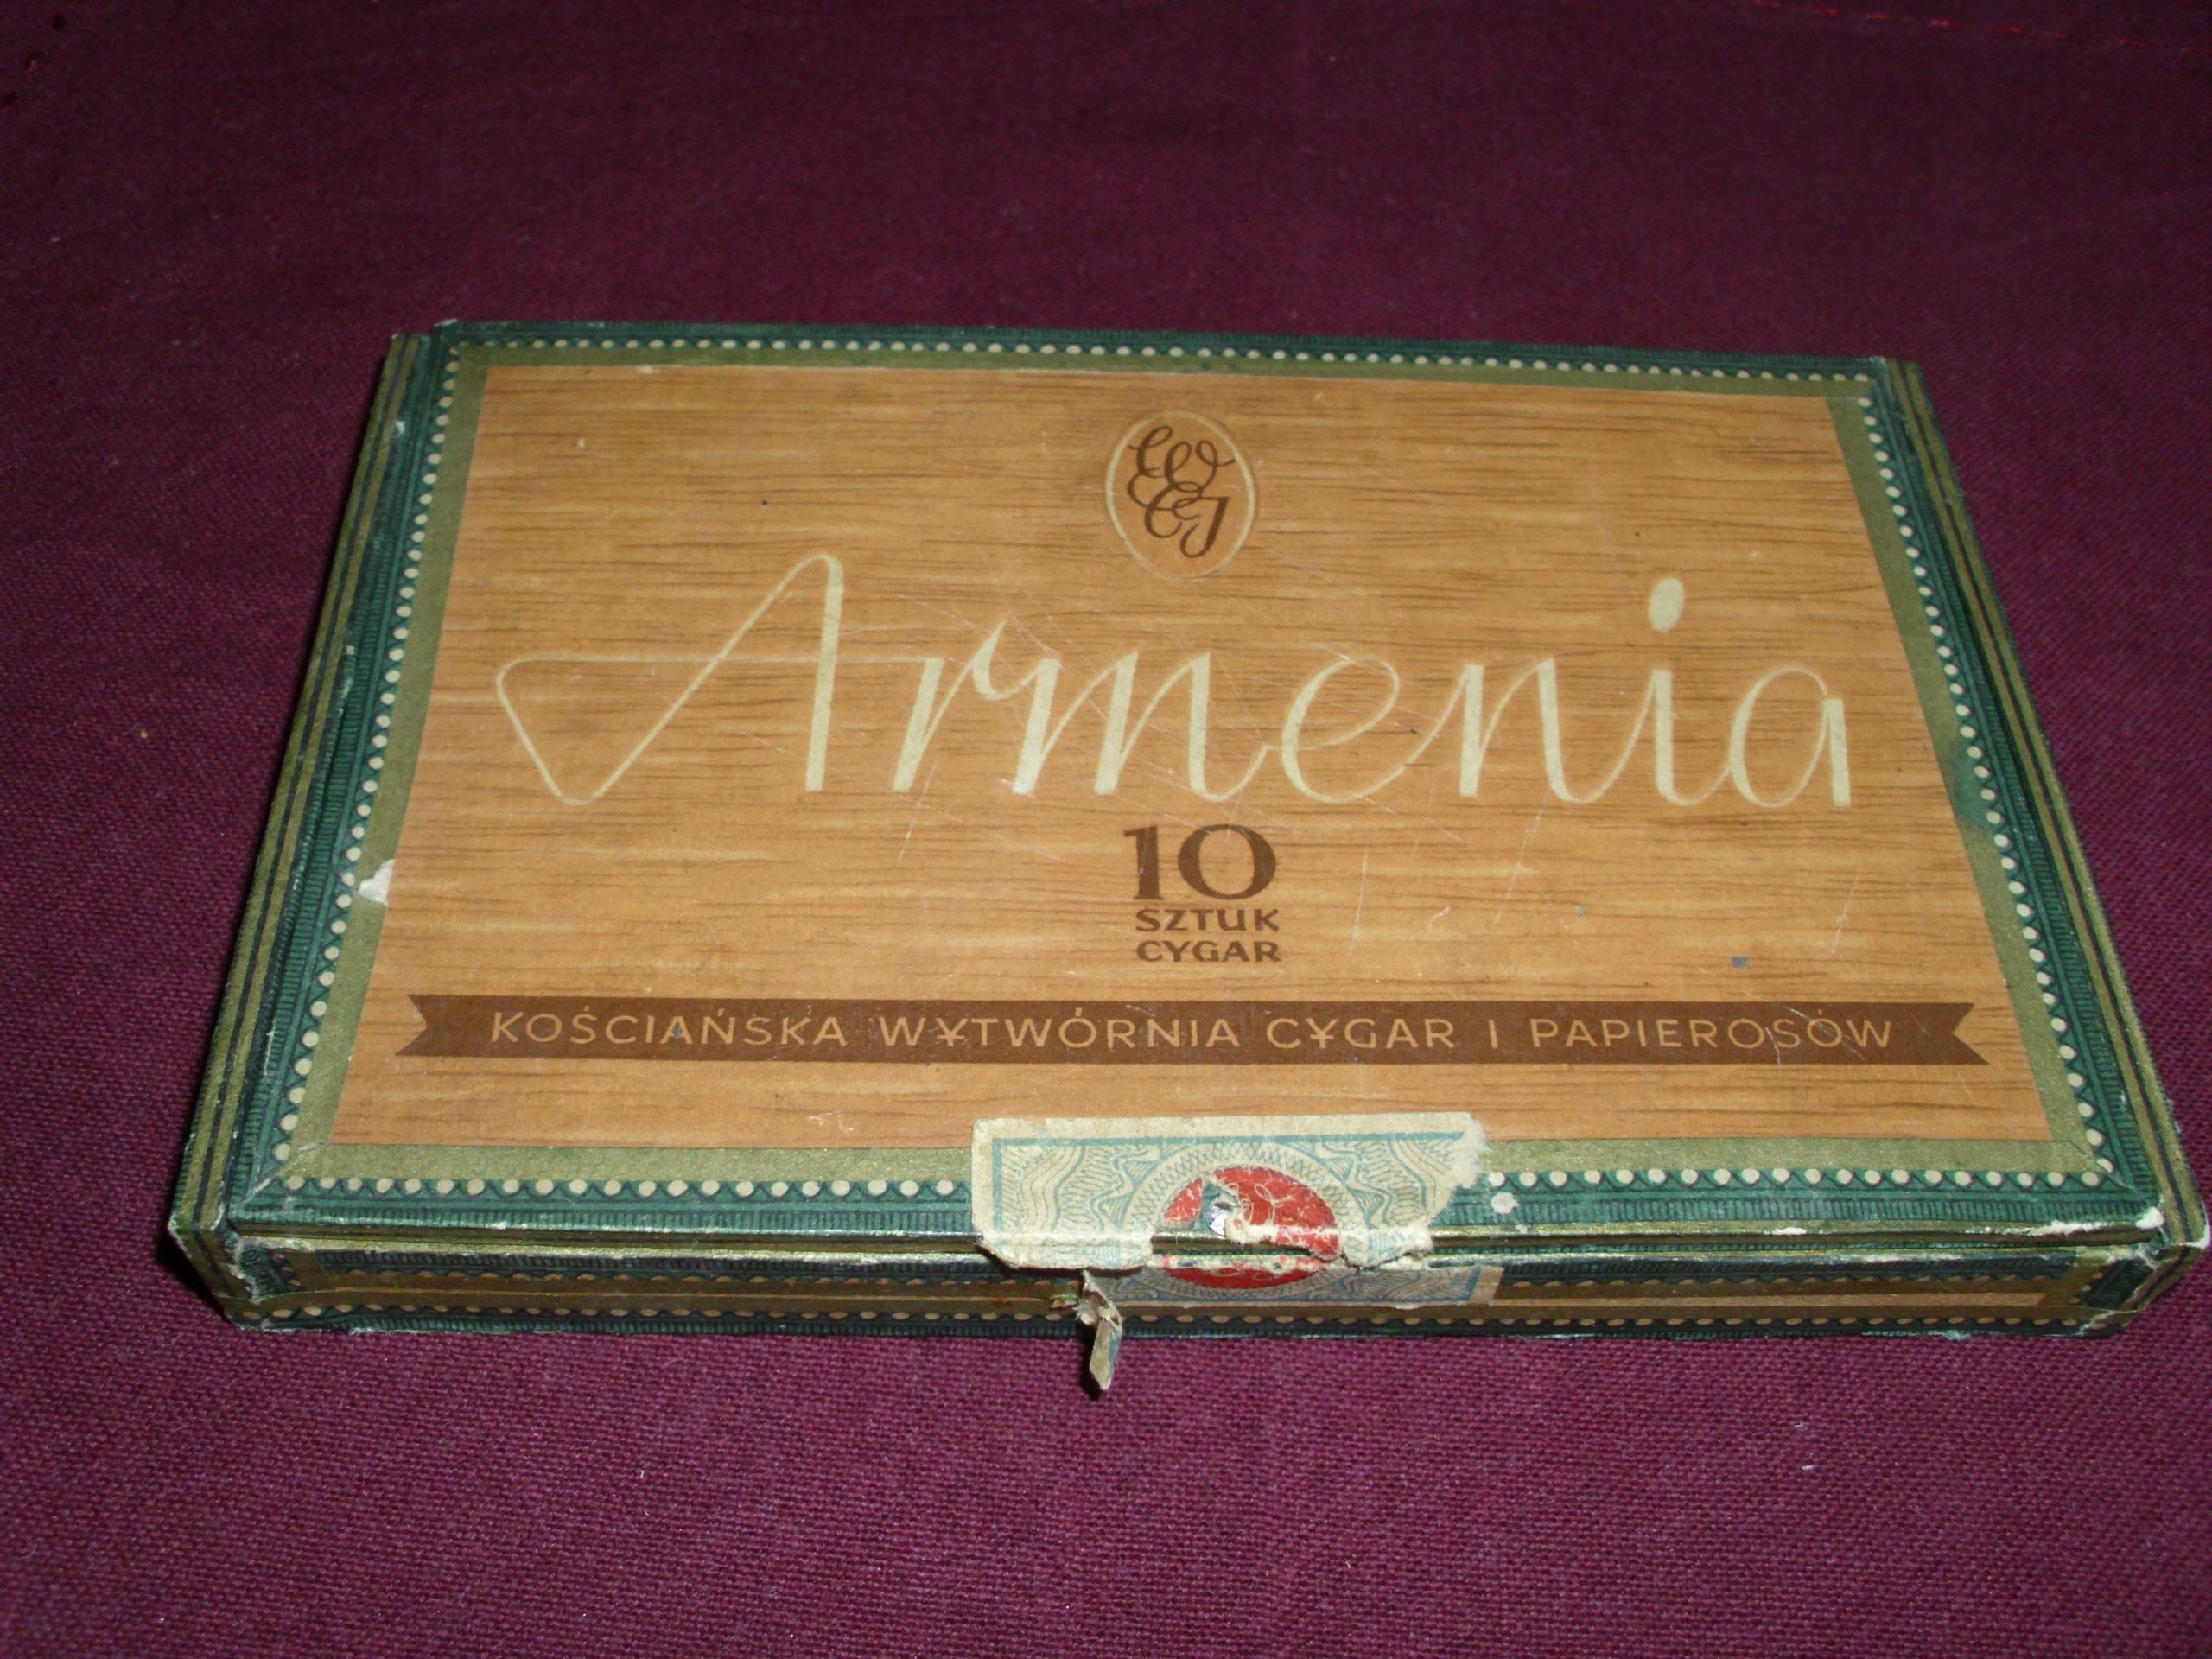 Armenia
10
SZTUK
CYGAR
KOŚCIAŃSKA WYTWÓRNIA CYGAR I PAPIEROSÓW